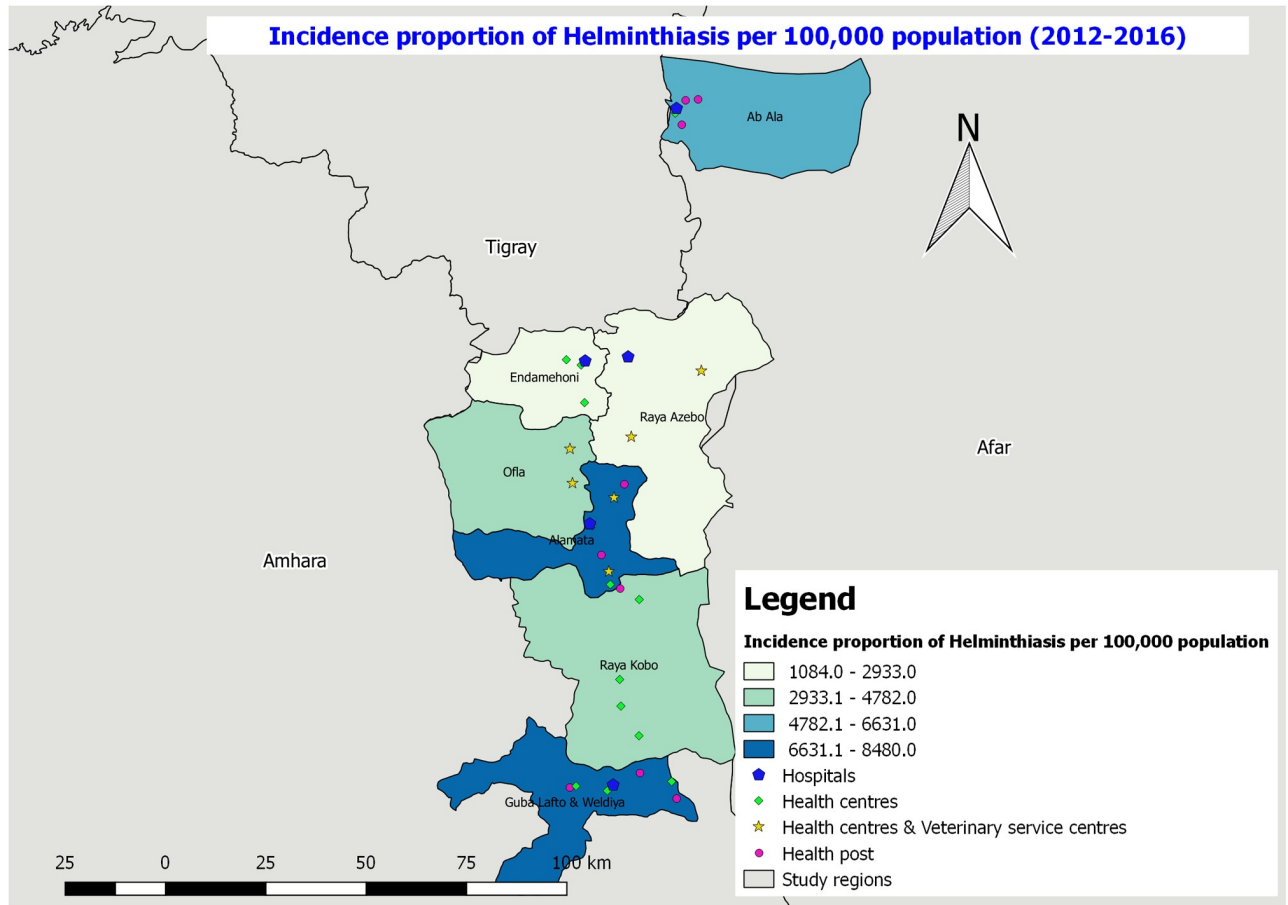 Incidence proportion of Helminthiasis per 100,000 population (2012-2016)
Ab Ala
N
Tigray
Endamehoni
Raya Azebo
Afar
Ofla
Alamata
Amhara
Raya Kobo
Guba Lafto & Weldiya
Legend
Incidence proportion of Helminthiasis per 100,000 population
1084.0 - 2933.0
2933.1 - 4782.0
4782.1 - 6631.0
6631.1 - 8480.0
Hospitals
Health centres
Health centres & Veterinary service centres
Health post
Study regions
25 0 25 50 75 100 km